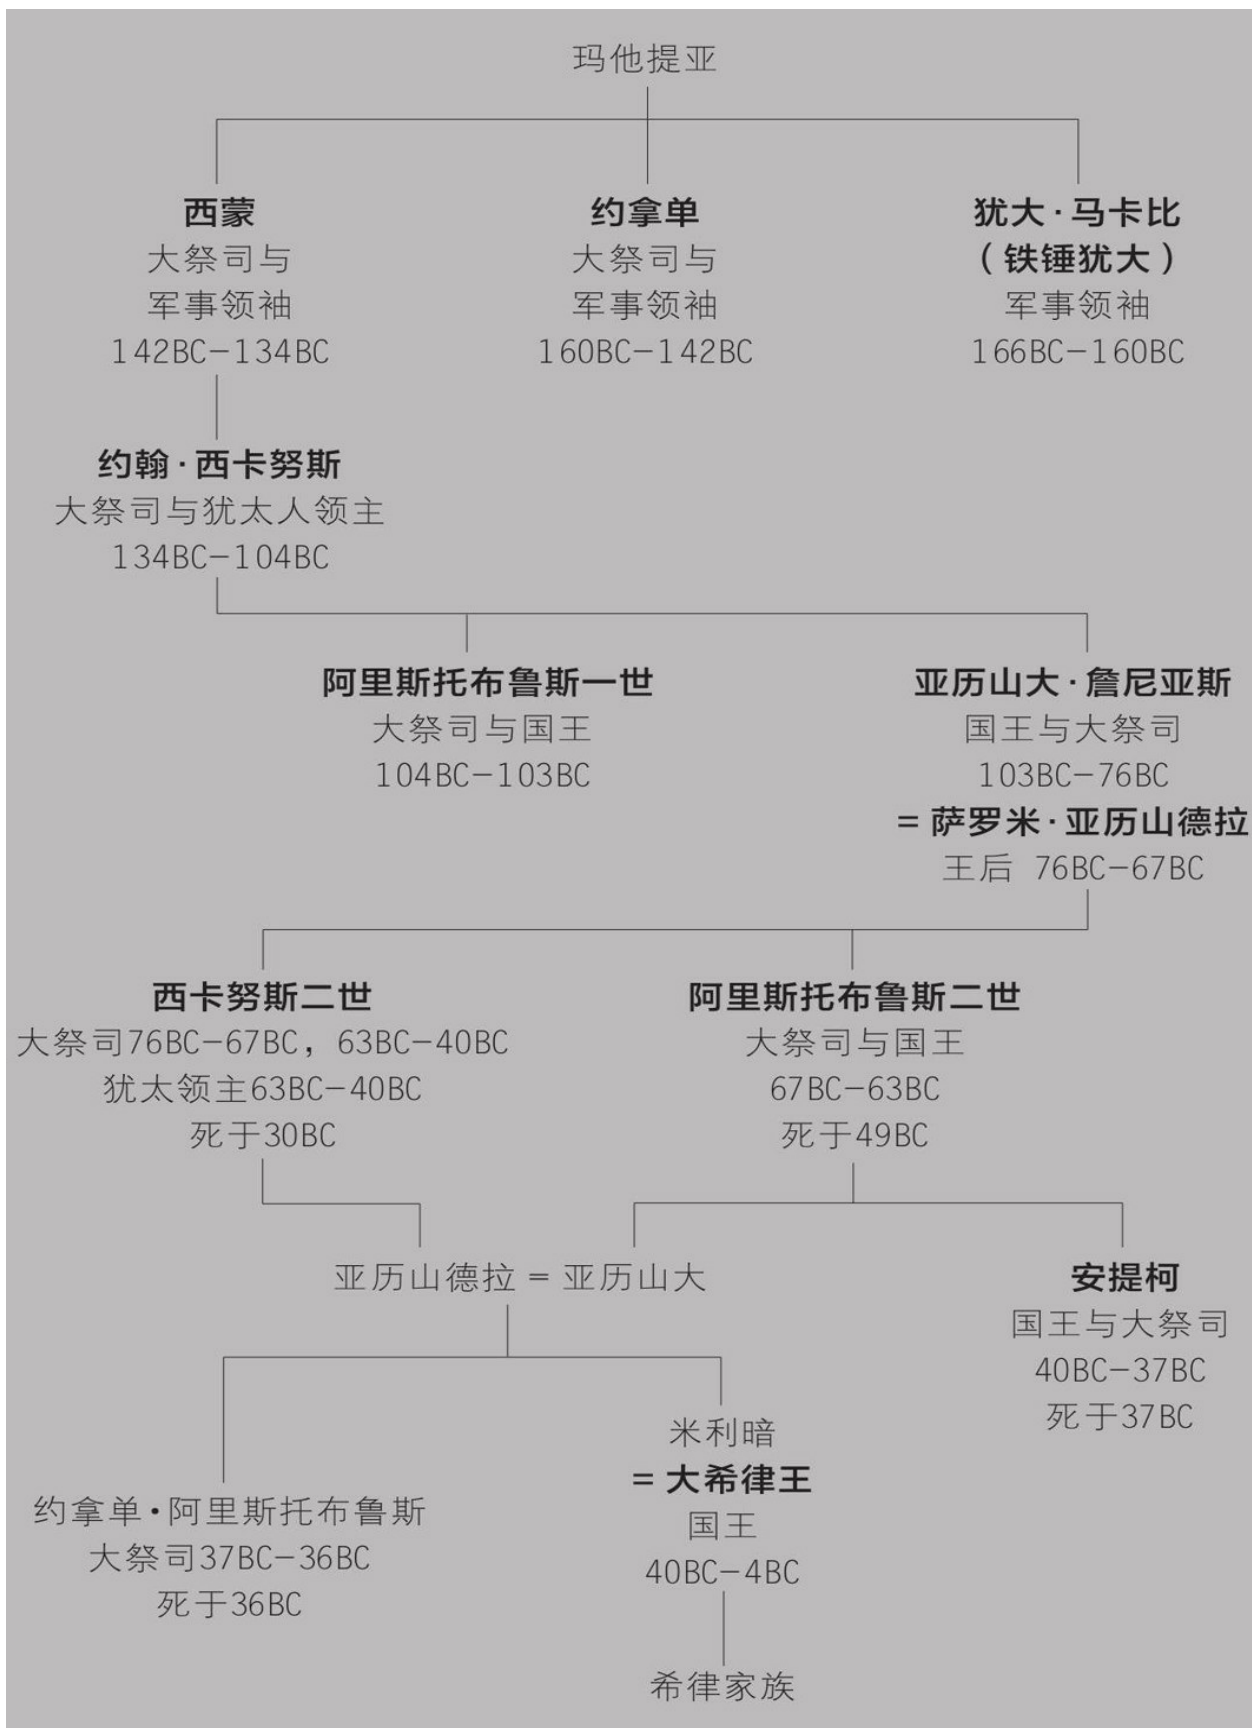 玛他提亚
西蒙
大祭司与
军事领袖
142BC-134BC
约拿单
大祭司与
军事领袖
160BC-142BC
犹大·马卡比
（铁锤犹大）
军事领袖
166BC-160BC
约翰·西卡努斯
大祭司与犹太人领主
134BC-104BC
阿里斯托布鲁斯一世
大祭司与国王
104BC-103BC
亚历山大·詹尼亚斯
国王与大祭司
103BC-76BC
= 萨罗米·亚历山德拉
王后 76BC-67BC
西卡努斯二世
大祭司76BC-67BC，63BC-40BC
犹太领主63BC-40BC
死于30BC
阿里斯托布鲁斯二世
大祭司与国王
67BC-63BC
死于49BC
亚历山德拉 = 亚历山大
安提柯
国王与大祭司
40BC-37BC
死于37BC
约拿单·阿里斯托布鲁斯
大祭司37BC-36BC
死于36BC
米利暗
= 大希律王
国王
40BC-4BC
希律家族